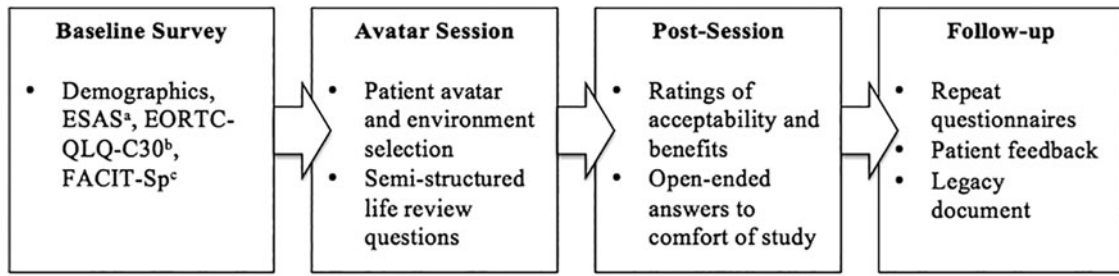 Baseline Survey
• Demographics,
ESASᵃ, EORTC-
QLQ-C30ᵇ,
FACIT-Spᶜ
Avatar Session
• Patient avatar
and environment
selection
• Semi-structured
life review
questions
Post-Session
• Ratings of
acceptability and
benefits
• Open-ended
answers to
comfort of study
Follow-up
• Repeat
questionnaires
• Patient feedback
• Legacy
document